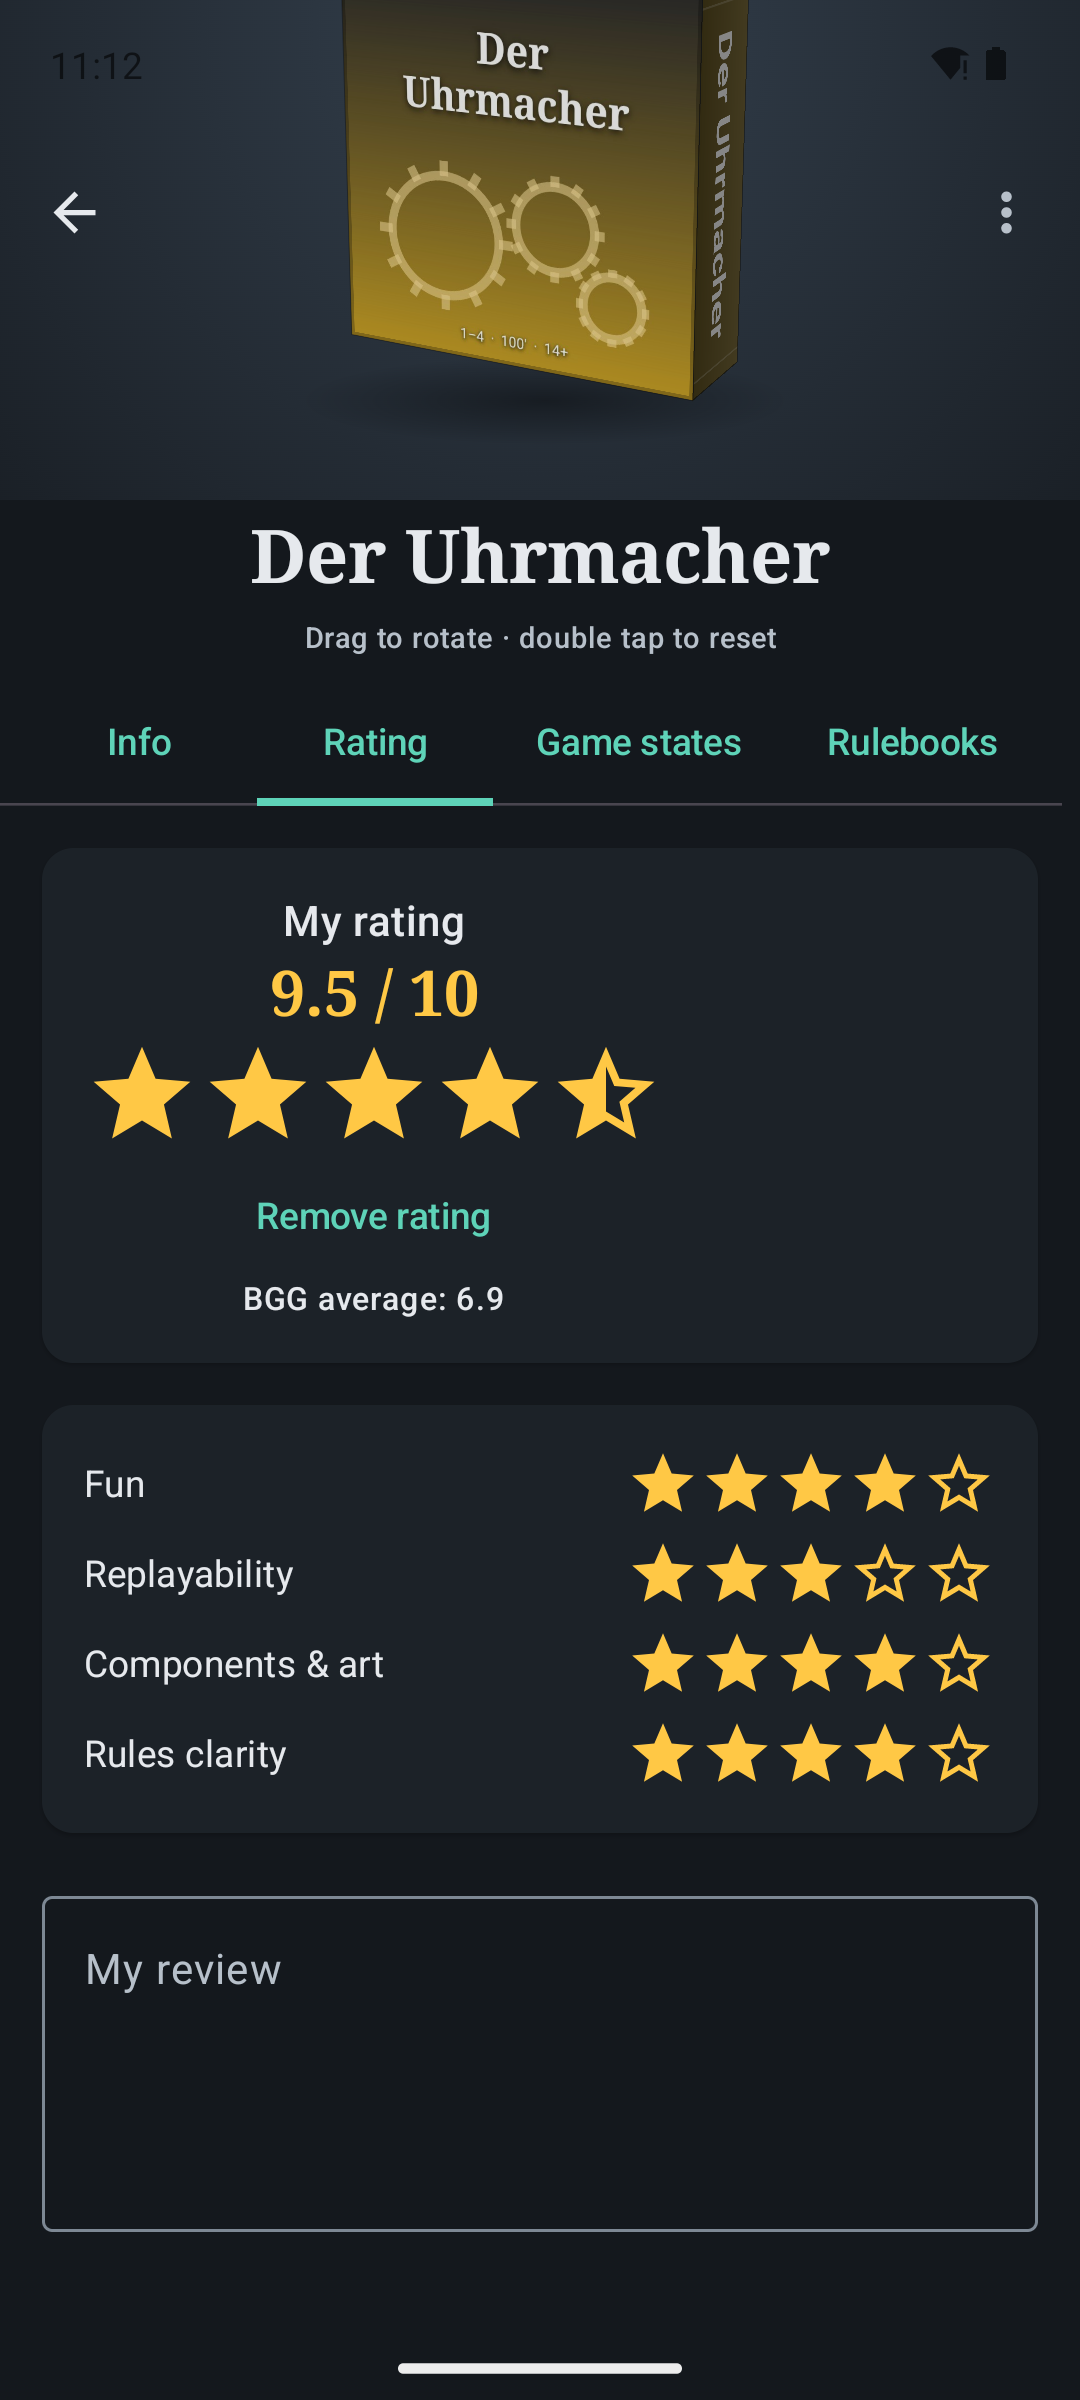 11:12
Der
Uhrmacher
Der Uhrmacher
1–4 · 100' · 14+
Der Uhrmacher
Drag to rotate · double tap to reset
Info
Rating
Game states
Rulebooks
My rating
9.5 / 10
Remove rating
BGG average: 6.9
Fun
Replayability
Components & art
Rules clarity
My review